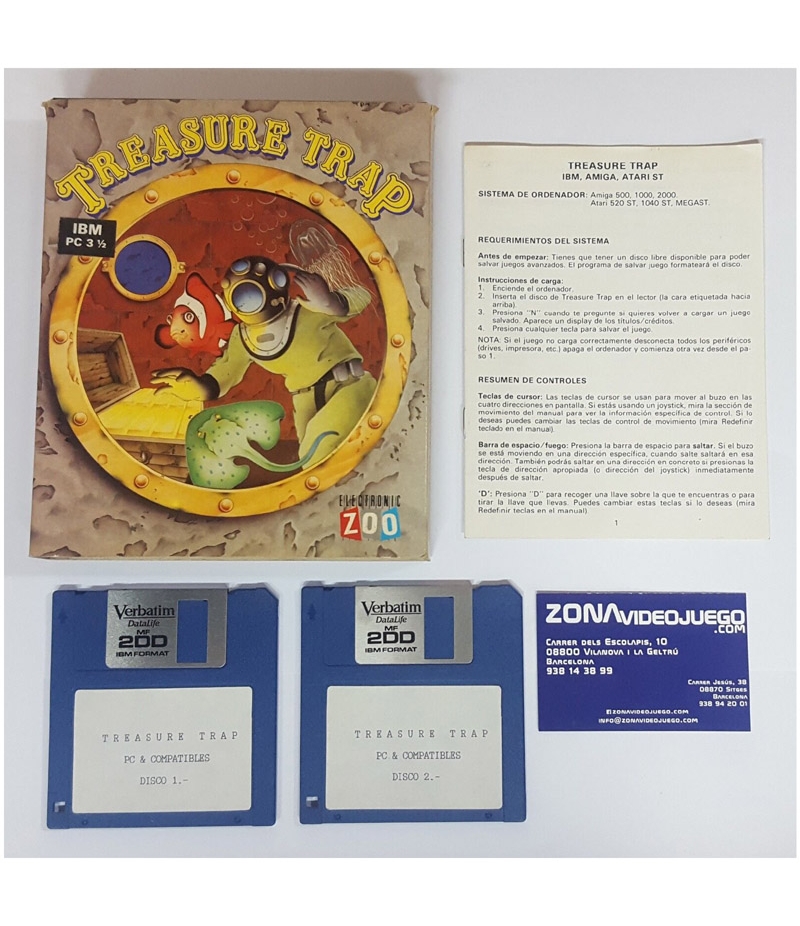 TREASURE TRAP
IBM
PC 3 ½
ELECTRONIC
ZOO
TREASURE TRAP
IBM, AMIGA, ATARI ST
SISTEMA DE ORDENADOR: Amiga 500, 1000, 2000.
Atari 520 ST, 1040 ST, MEGAST.
REQUERIMIENTOS DEL SISTEMA
Antes de empezar: Tienes que tener un disco libre disponible para poder
salvar juegos avanzados. El programa de salvar juego formateará el disco.
Instrucciones de carga:
1. Enciende el ordenador.
2. Inserta el disco de Treasure Trap en el lector (la cara etiquetada hacia
arriba).
3. Presiona "N" cuando te pregunte si quieres volver a cargar un juego
salvado. Aparece un display de los títulos/créditos.
4. Presiona cualquier tecla para salvar el juego.
NOTA: Si el juego no carga correctamente desconecta todos los periféricos
(drives, impresora, etc.) apaga el ordenador y comienza otra vez desde el pa-
so 1.
RESUMEN DE CONTROLES
Teclas de cursor: Las teclas de cursor se usan para mover al buzo en las
cuatro direcciones en pantalla. Si estás usando un joystick, mira la sección de
movimiento del manual para ver la información específica de control. Si lo
deseas puedes cambiar las teclas de control de movimiento (mira Redefinir
teclado en el manual).
Barra de espacio/fuego: Presiona la barra de espacio para saltar. Si el buzo
se está moviendo en una dirección específica, cuando salte saltará en esa
dirección. También podrás saltar en una dirección en concreto si presionas la
tecla de dirección apropiada (o dirección del joystick) inmediatamente
después de saltar.
"D": Presiona "D" para recoger una llave sobre la que te encuentras o para
tirar la llave que llevas. Puedes cambiar estas teclas si lo deseas (mira
Redefinir teclas en el manual).
1
Verbatim
DataLife
MF
2DD
IBM FORMAT
TREASURE TRAP
PC & COMPATIBLES
DISCO 1.-
Verbatim
DataLife
MF
2DD
IBM FORMAT
TREASURE TRAP
PC & COMPATIBLES
DISCO 2.-
ZONAVIDEOJUEGO
.COM
CARRER DELS ESCOLAPIS, 10
08800 VILANOVA I LA GELTRÚ
BARCELONA
938 14 38 99
CARRER JESÚS, 38
08870 SITGES
BARCELONA
938 94 20 01
f/ZONAVIDEOJUEGO.COM
INFO@ZONAVIDEOJUEGO.COM